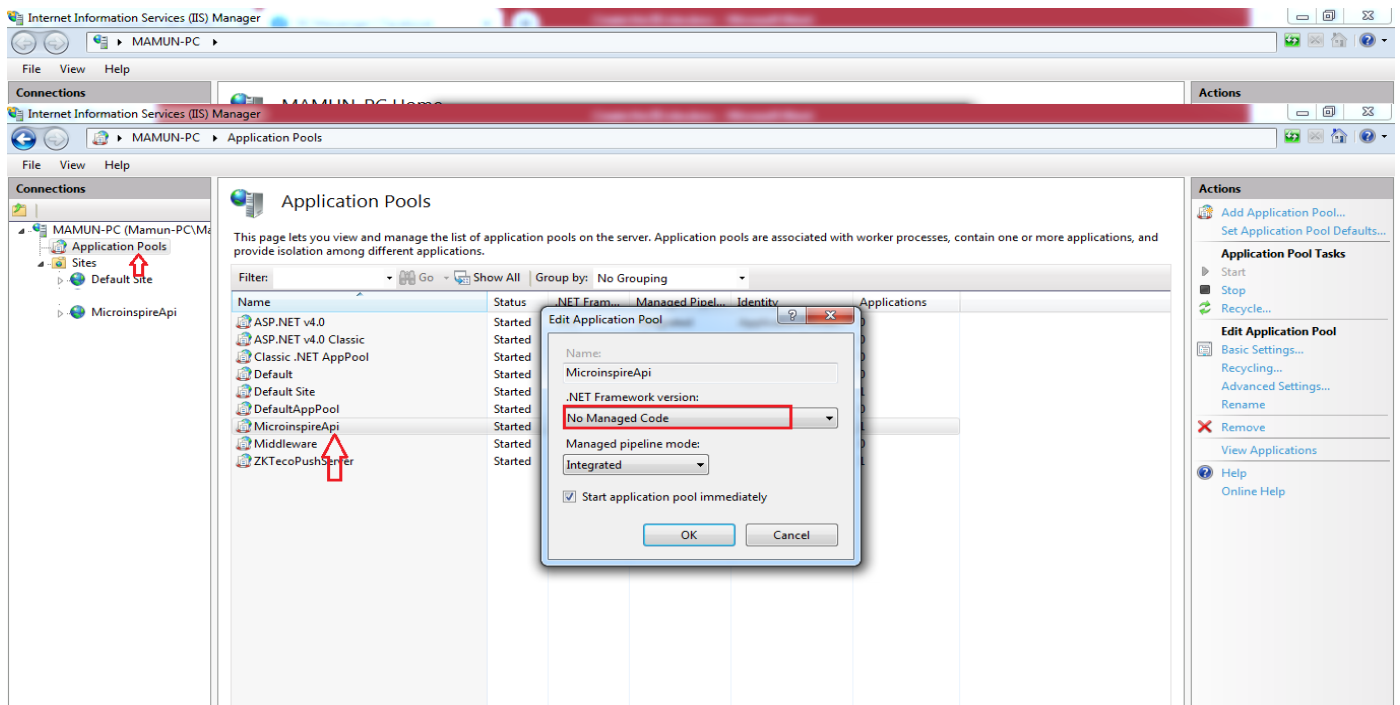 Internet Information Services (IIS) Manager
MAMUN-PC
File View Help
Connections
Actions
Internet Information Services (IIS) Manager
MAMUN-PC Application Pools
File View Help
Connections
MAMUN-PC (Mamun-PC\Ma
Application Pools
Sites
Default Site
MicroinspireApi
Application Pools
This page lets you view and manage the list of application pools on the server. Application pools are associated with worker processes, contain one or more applications, and
provide isolation among different applications.
Filter: Go Show All Group by: No Grouping
Name Status .NET Fram... Managed Pipel... Identity Applications
ASP.NET v4.0 Started
ASP.NET v4.0 Classic Started
Classic .NET AppPool Started
Default Started
Default Site Started
DefaultAppPool Started
MicroinspireApi Started
Middleware Started
ZKTecoPushServer Started
Edit Application Pool
Name:
MicroinspireApi
.NET Framework version:
No Managed Code
Managed pipeline mode:
Integrated
Start application pool immediately
OK Cancel
Actions
Add Application Pool...
Set Application Pool Defaults...
Application Pool Tasks
Start
Stop
Recycle...
Edit Application Pool
Basic Settings...
Recycling...
Advanced Settings...
Rename
Remove
View Applications
Help
Online Help